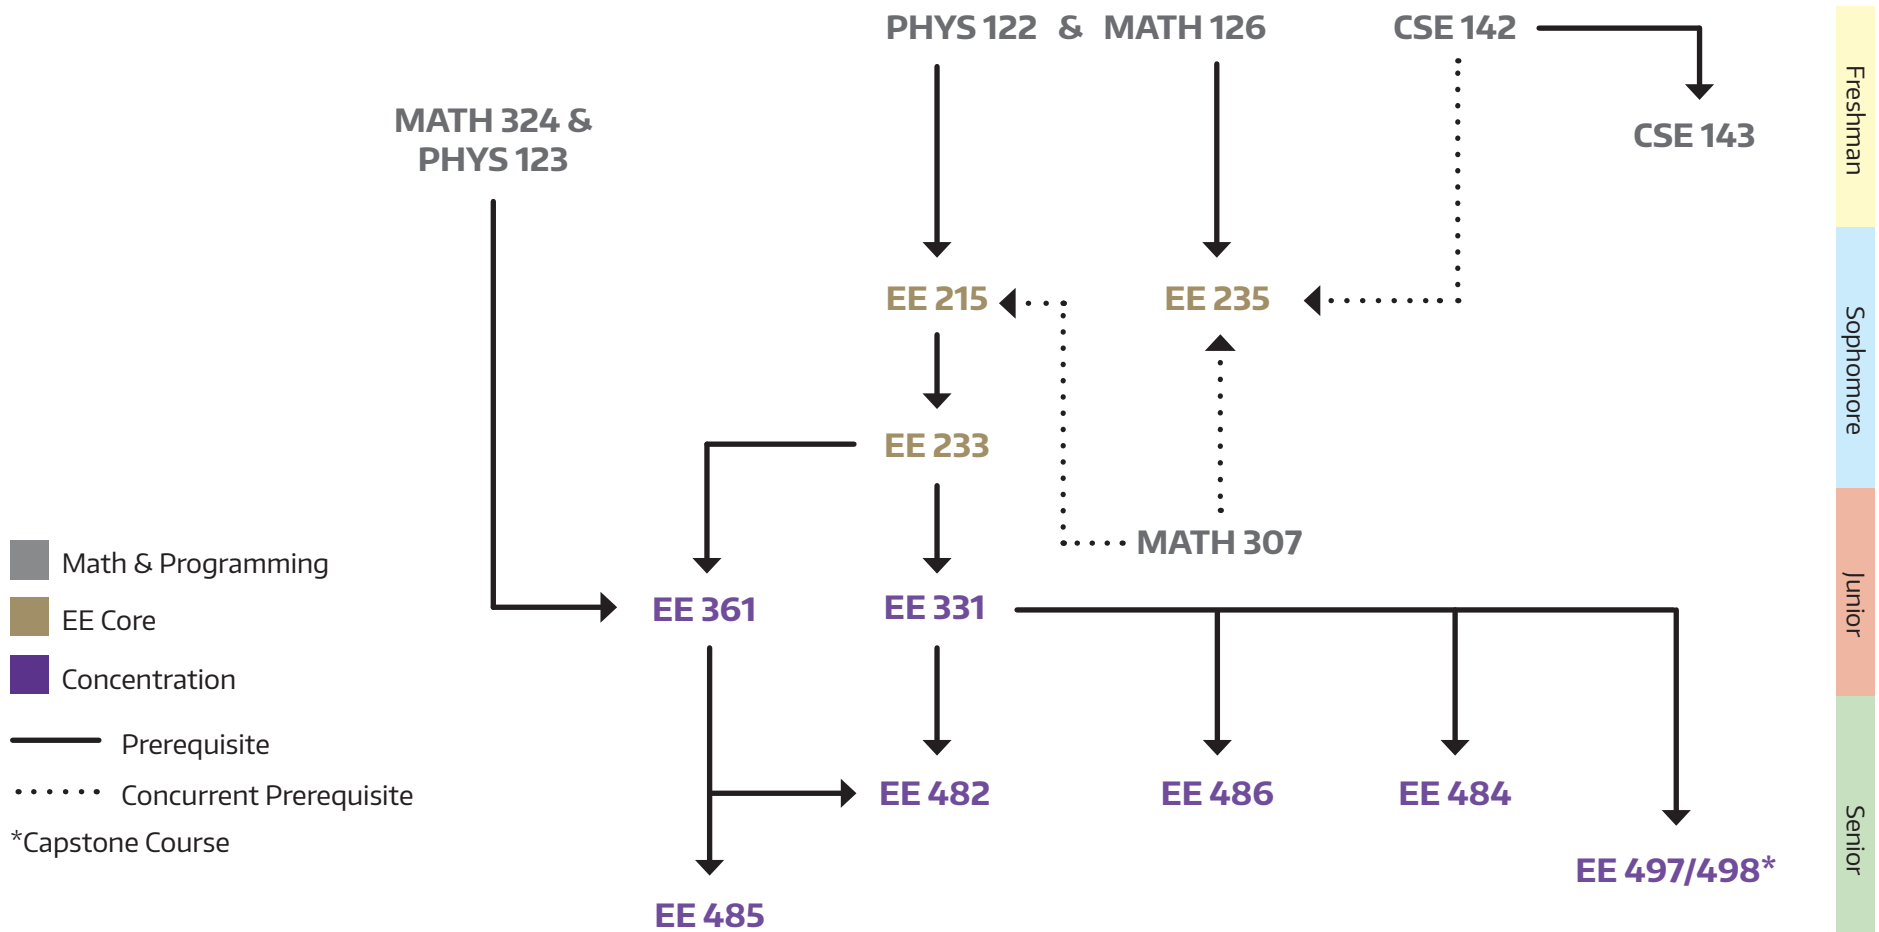 PHYS 122 & MATH 126
CSE 142
MATH 324 &
PHYS 123
CSE 143
EE 215
EE 235
EE 233
MATH 307
EE 361
EE 331
EE 482
EE 486
EE 484
EE 497/498*
EE 485
Math & Programming
EE Core
Concentration
Prerequisite
Concurrent Prerequisite
*Capstone Course
Freshman
Sophomore
Junior
Senior